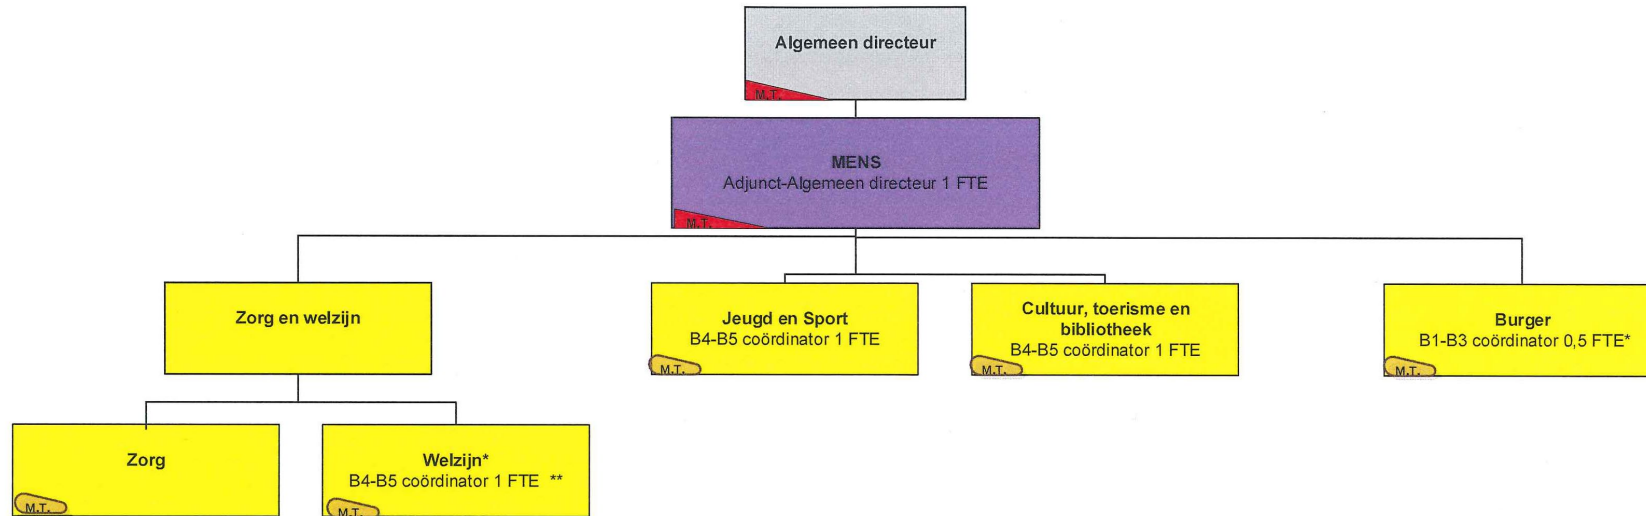 Algemeen directeur
M.T.
MENS
Adjunct-Algemeen directeur 1 FTE
M.T.
Zorg en welzijn
Jeugd en Sport
B4-B5 coördinator 1 FTE
M.T.
Cultuur, toerisme en
bibliotheek
B4-B5 coördinator 1 FTE
M.T.
Burger
B1-B3 coördinator 0,5 FTE*
M.T.
Zorg
M.T.
Welzijn*
B4-B5 coördinator 1 FTE **
M.T.